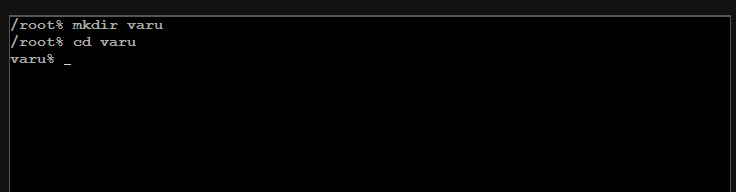 /root% mkdir varu
/root% cd varu
varu% _